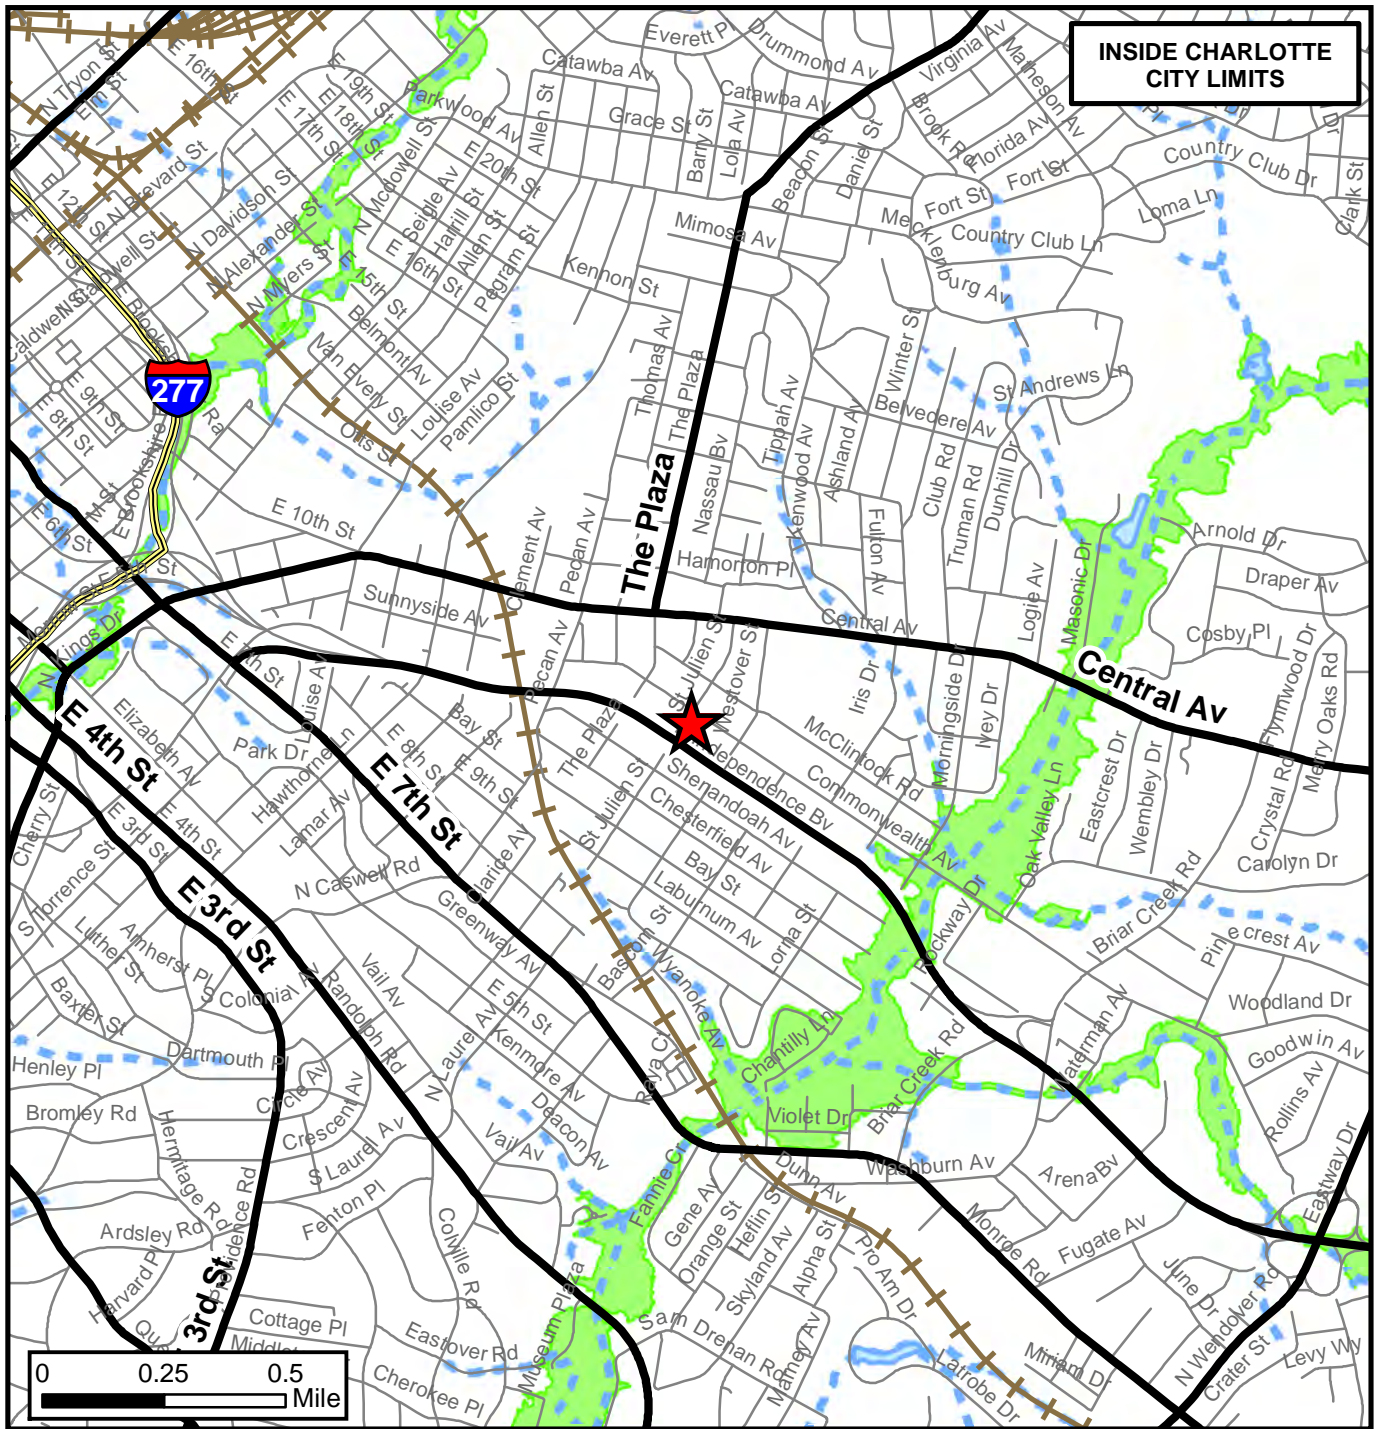 INSIDE CHARLOTTE
CITY LIMITS
Everett Pl
Drummond Av
Virginia Av
Matheson Av
Pl
Dr
N Tryon St
Elm St
E 16th St
E 19th St
E 18th St
E 17th St
Parkwood Av
Catawba Av
Catawba Av
Grace St
Allen St
Barry St
Lola Av
Beacon St
Daniel St
Brook Rd
Florida Av
Fort St
Fort St
Country Club Dr
Clark St
Loma Ln
E 20th St
N Mcdowell St
E 12th St
N Brevard St
N Davidson St
N Alexander St
N Myers St
E Seigle Av
Harrill St
Allen St
E 16th St
E 15th St
Pegram St
Mimosa Av
Mecklenburg Av
Country Club Ln
Kennon St
Belmont Av
Van Every St
Louise Av
Pamlico St
Otts St
Thomas Av
The Plaza
Winter St
Tippah Av
Kenwood Av
Ashland Av
Belvedere Av
St Andrews Ln
277
E 9th St
E 8th St
E 6th St
E Brookshire
E 10th St
The Plaza
Nassau Bv
Club Rd
Truman Rd
Dunhill Dr
Fulton Av
Hamorton Pl
Clement Av
Pecan Av
Sunnyside Av
Central Av
Logie Av
Masonic Dr
Arnold Dr
Draper Av
Cosby Pl
Flynnwood Dr
Merry Oaks Rd
Central Av
N Kings Dr
E 7th St
Louise Av
Pecan Av
St Julien St
Westover St
Iris Dr
Morningside Dr
Ivey Dr
E 4th St
Elizabeth Av
Park Dr
Hawthorne Ln
Lamar Av
E 8th St
Bay St
E 9th St
The Plaza
E 7th St
Independence Bv
McClintock Rd
Commonwealth Av
Shenandoah Av
Chesterfield Av
Bay St
Laburnum Av
Lorna St
St Julien St
Eastcrest Dr
Wembley Dr
Crystal Rd
Carolyn Dr
Oak Valley Ln
Cherry St
E 3rd St
E 4th St
S Torrence St
Luther St
Amherst Pl
Baxter St
E 3rd St
N Caswell Rd
Clarice Av
Greenway Av
Bascom St
Wyanoke Av
Rockway Dr
Briar Creek Rd
Pinecrest Av
Woodland Dr
Goodwin Av
S Colonial Av
Randolph Rd
Vail Av
N Laurel Av
E 5th St
Kenmore Av
Deacon Av
Vail Av
Raya Ct
Chantilly Ln
Violet Dr
Briar Creek Rd
Waterman Av
Rollins Av
Henley Pl
Dartmouth Pl
Bromley Rd
Hermitage Rd
Circle Av
Crescent Av
S Laurel Av
Fenton Pl
Providence Rd
Ardsley Rd
Harvard Pl
Colville Rd
Fannie Cr
Gene Av
Orange St
Heflin St
Skyland Av
Alpha St
Dunn Av
Washburn Av
Arena Bv
Monroe Rd
Fugate Av
Eastway Dr
June Dr
N Wendover Rd
Crater St
Levy Wy
Pro Am Dr
Latrobe Dr
Miriam Dr
Mamey Av
Sam Drenan Rd
Museum Plaza
Eastover Rd
Cottage Pl
Cherokee Pl
3rd St
0 0.25 0.5
Mile